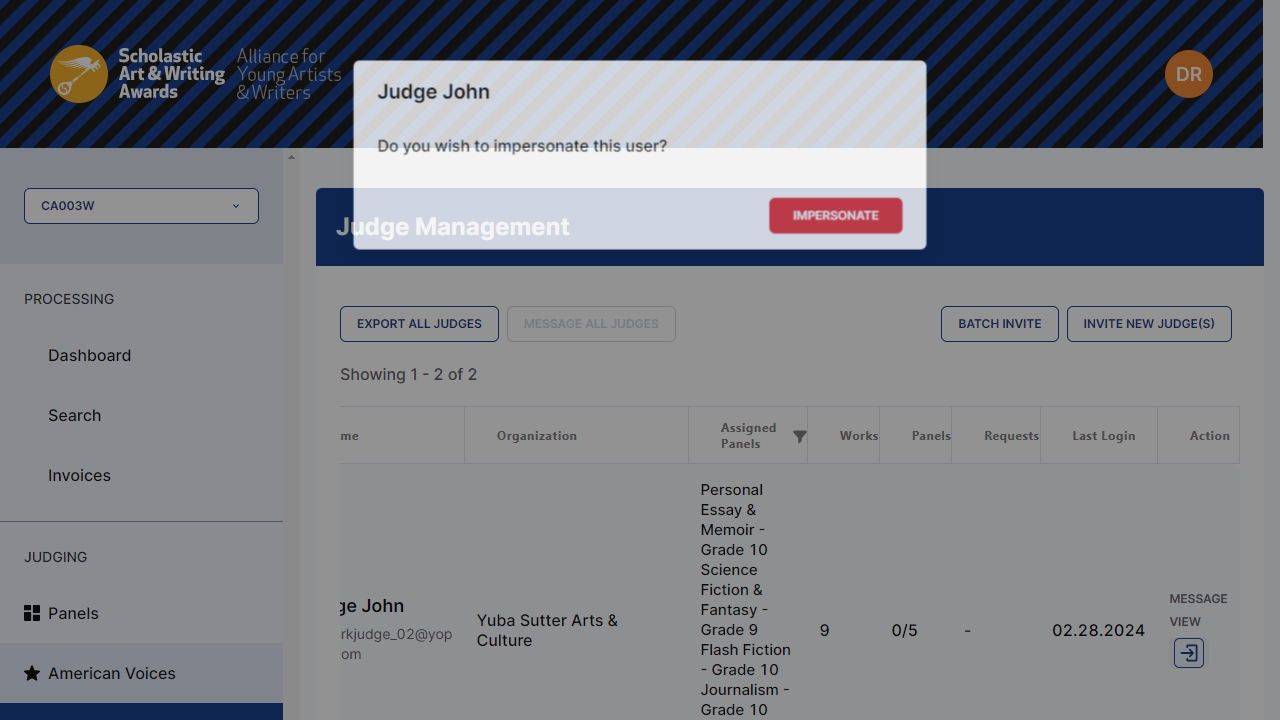 Scholastic
Art & Writing
Awards
Alliance for
Young Artists
& Writers
DR
Judge John
Do you wish to impersonate this user?
IMPERSONATE
CA003W
Judge Management
PROCESSING
Dashboard
Search
Invoices
JUDGING
Panels
American Voices
EXPORT ALL JUDGES
MESSAGE ALL JUDGES
BATCH INVITE
INVITE NEW JUDGE(S)
Showing 1 - 2 of 2
me
Organization
Assigned
Panels
Works
Panels
Requests
Last Login
Action
ge John
rkjudge_02@yop
om
Yuba Sutter Arts &
Culture
Personal
Essay &
Memoir -
Grade 10
Science
Fiction &
Fantasy -
Grade 9
Flash Fiction
- Grade 10
Journalism -
Grade 10
9
0/5
-
02.28.2024
MESSAGE
VIEW